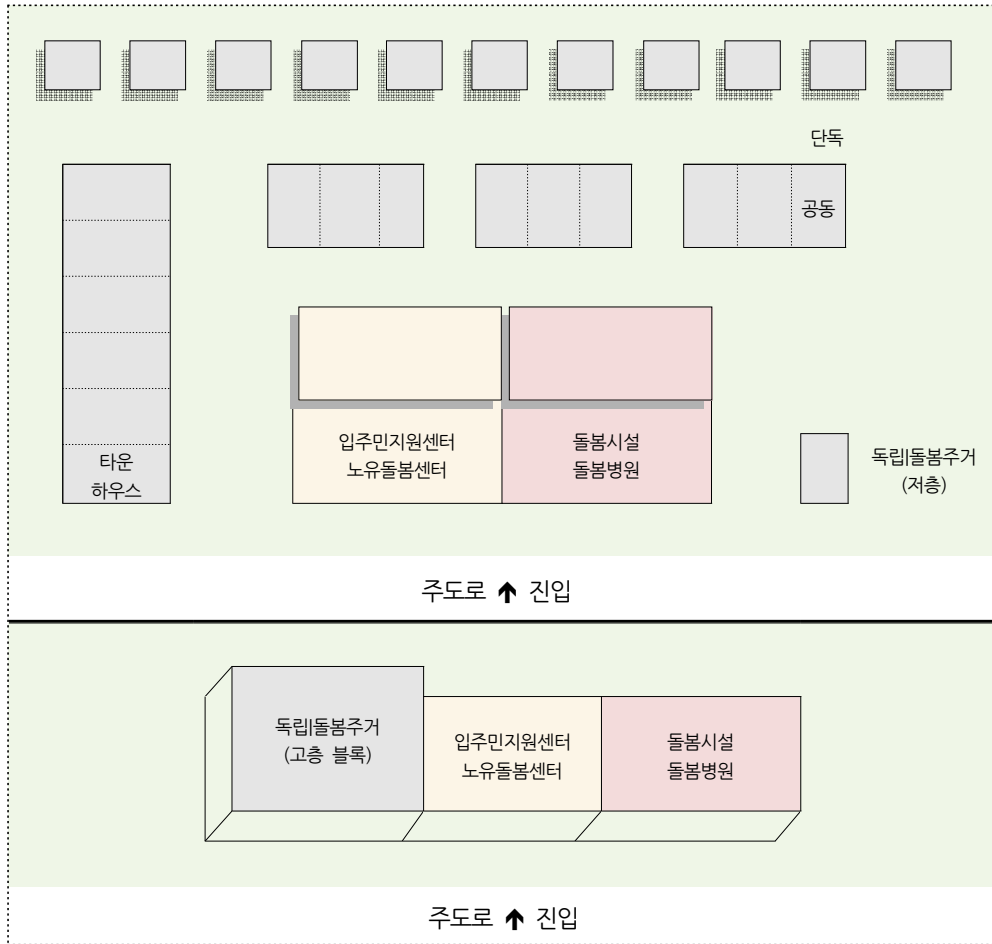 단독
공동
입주민지원센터
노유돌봄센터
돌봄시설
돌봄병원
타운
하우스
독립|돌봄주거
(저층)
주도로 ↑ 진입
독립|돌봄주거
(고층 블록)
입주민지원센터
노유돌봄센터
돌봄시설
돌봄병원
주도로 ↑ 진입